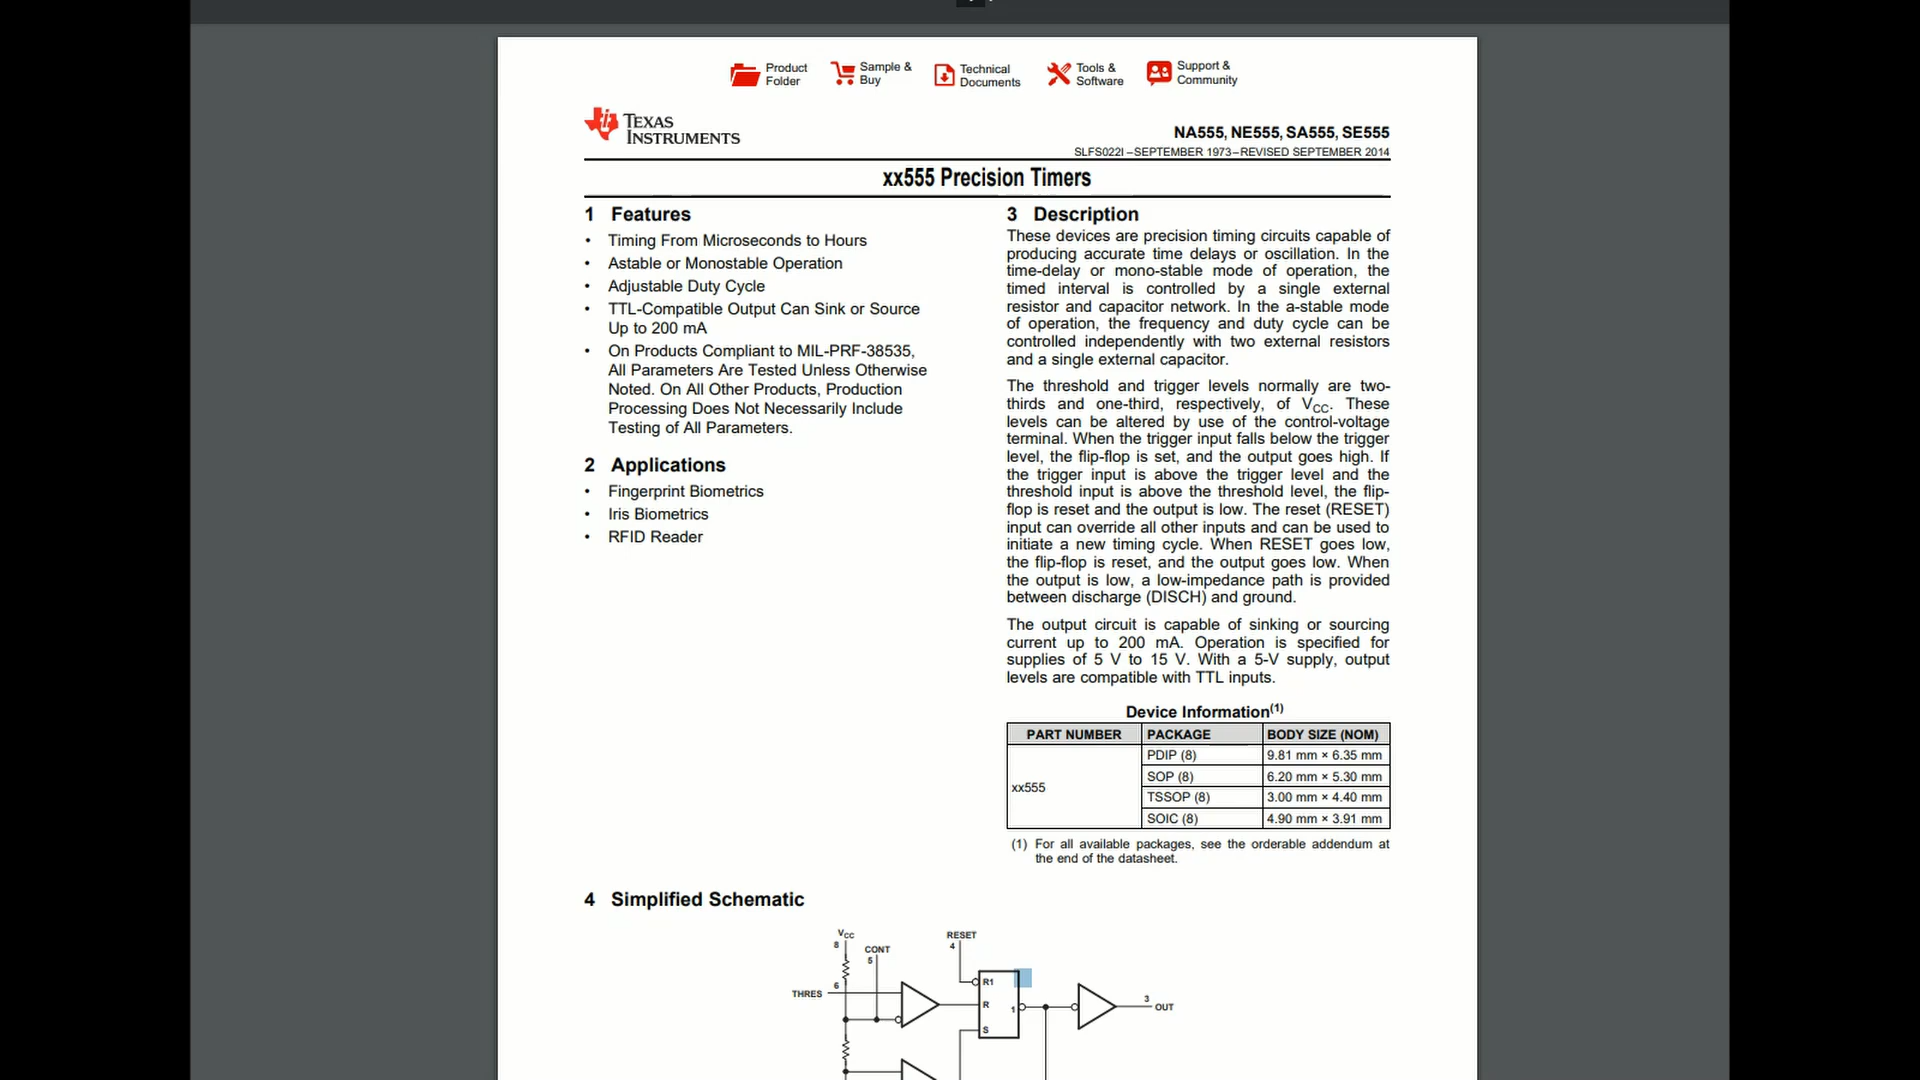 Product
Folder
Sample &
Buy
Technical
Documents
Tools &
Software
Support &
Community
TEXAS
INSTRUMENTS
NA555, NE555, SA555, SE555
SLFS022I –SEPTEMBER 1973–REVISED SEPTEMBER 2014
xx555 Precision Timers
1 Features
• Timing From Microseconds to Hours
• Astable or Monostable Operation
• Adjustable Duty Cycle
• TTL-Compatible Output Can Sink or Source
Up to 200 mA
• On Products Compliant to MIL-PRF-38535,
All Parameters Are Tested Unless Otherwise
Noted. On All Other Products, Production
Processing Does Not Necessarily Include
Testing of All Parameters.
2 Applications
• Fingerprint Biometrics
• Iris Biometrics
• RFID Reader
3 Description
These devices are precision timing circuits capable of
producing accurate time delays or oscillation. In the
time-delay or mono-stable mode of operation, the
timed interval is controlled by a single external
resistor and capacitor network. In the a-stable mode
of operation, the frequency and duty cycle can be
controlled independently with two external resistors
and a single external capacitor.
The threshold and trigger levels normally are two-
thirds and one-third, respectively, of VCC. These
levels can be altered by use of the control-voltage
terminal. When the trigger input falls below the trigger
level, the flip-flop is set, and the output goes high. If
the trigger input is above the trigger level and the
threshold input is above the threshold level, the flip-
flop is reset and the output is low. The reset (RESET)
input can override all other inputs and can be used to
initiate a new timing cycle. When RESET goes low,
the flip-flop is reset, and the output goes low. When
the output is low, a low-impedance path is provided
between discharge (DISCH) and ground.
The output circuit is capable of sinking or sourcing
current up to 200 mA. Operation is specified for
supplies of 5 V to 15 V. With a 5-V supply, output
levels are compatible with TTL inputs.
Device Information(1)
PART NUMBER PACKAGE BODY SIZE (NOM)
xx555
PDIP (8) 9.81 mm × 6.35 mm
SOP (8) 6.20 mm × 5.30 mm
TSSOP (8) 3.00 mm × 4.40 mm
SOIC (8) 4.90 mm × 3.91 mm
(1) For all available packages, see the orderable addendum at
the end of the datasheet.
4 Simplified Schematic
VCC
8
CONT
5
RESET
4
THRES
6
R1
R
1
S
3
OUT